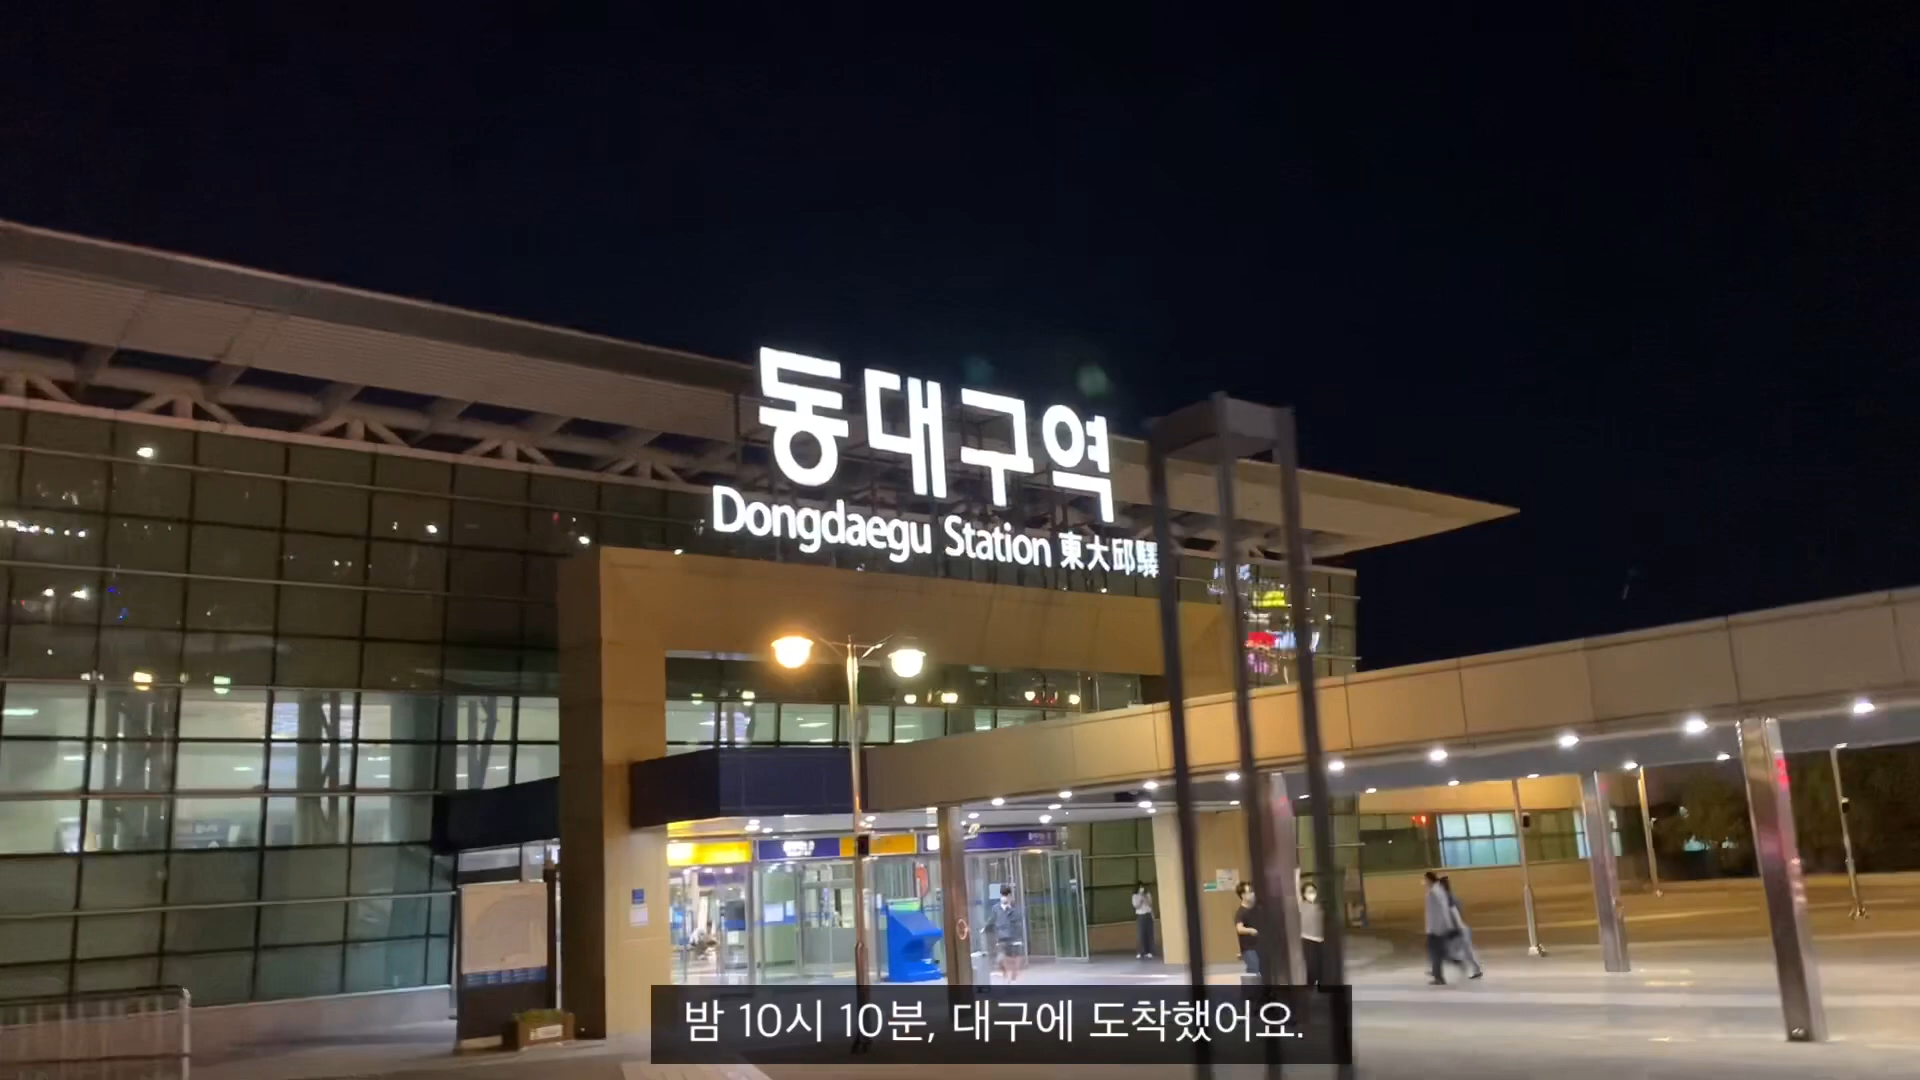 동대구역
Dongdaegu Station 東大邱驛
밤 10시 10분, 대구에 도착했어요.